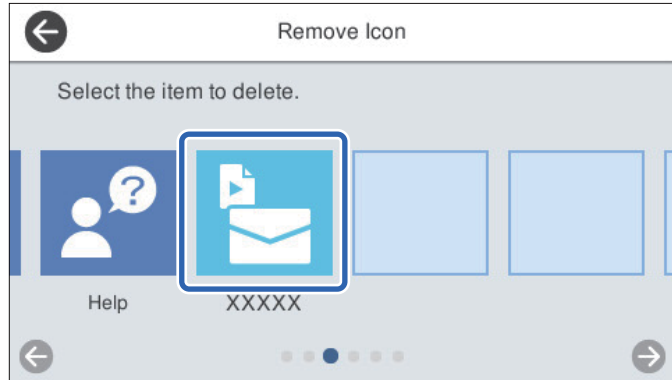 Remove Icon
Select the item to delete.
?
Help
XXXXX